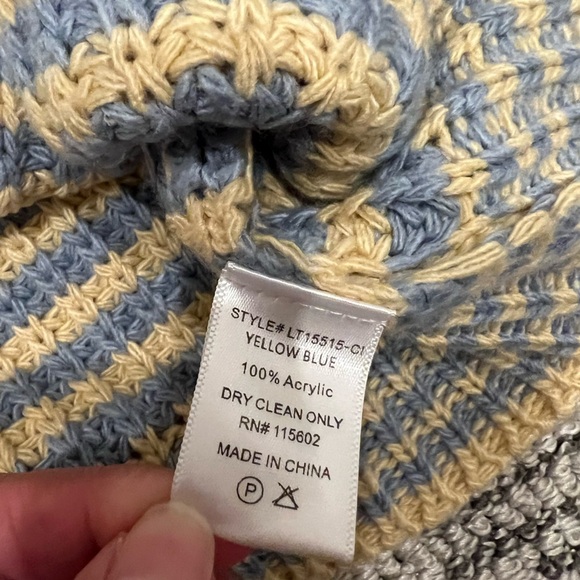 STYLE# LT15515-CI
YELLOW BLUE
100% Acrylic
DRY CLEAN ONLY
RN# 115602
MADE IN CHINA
P